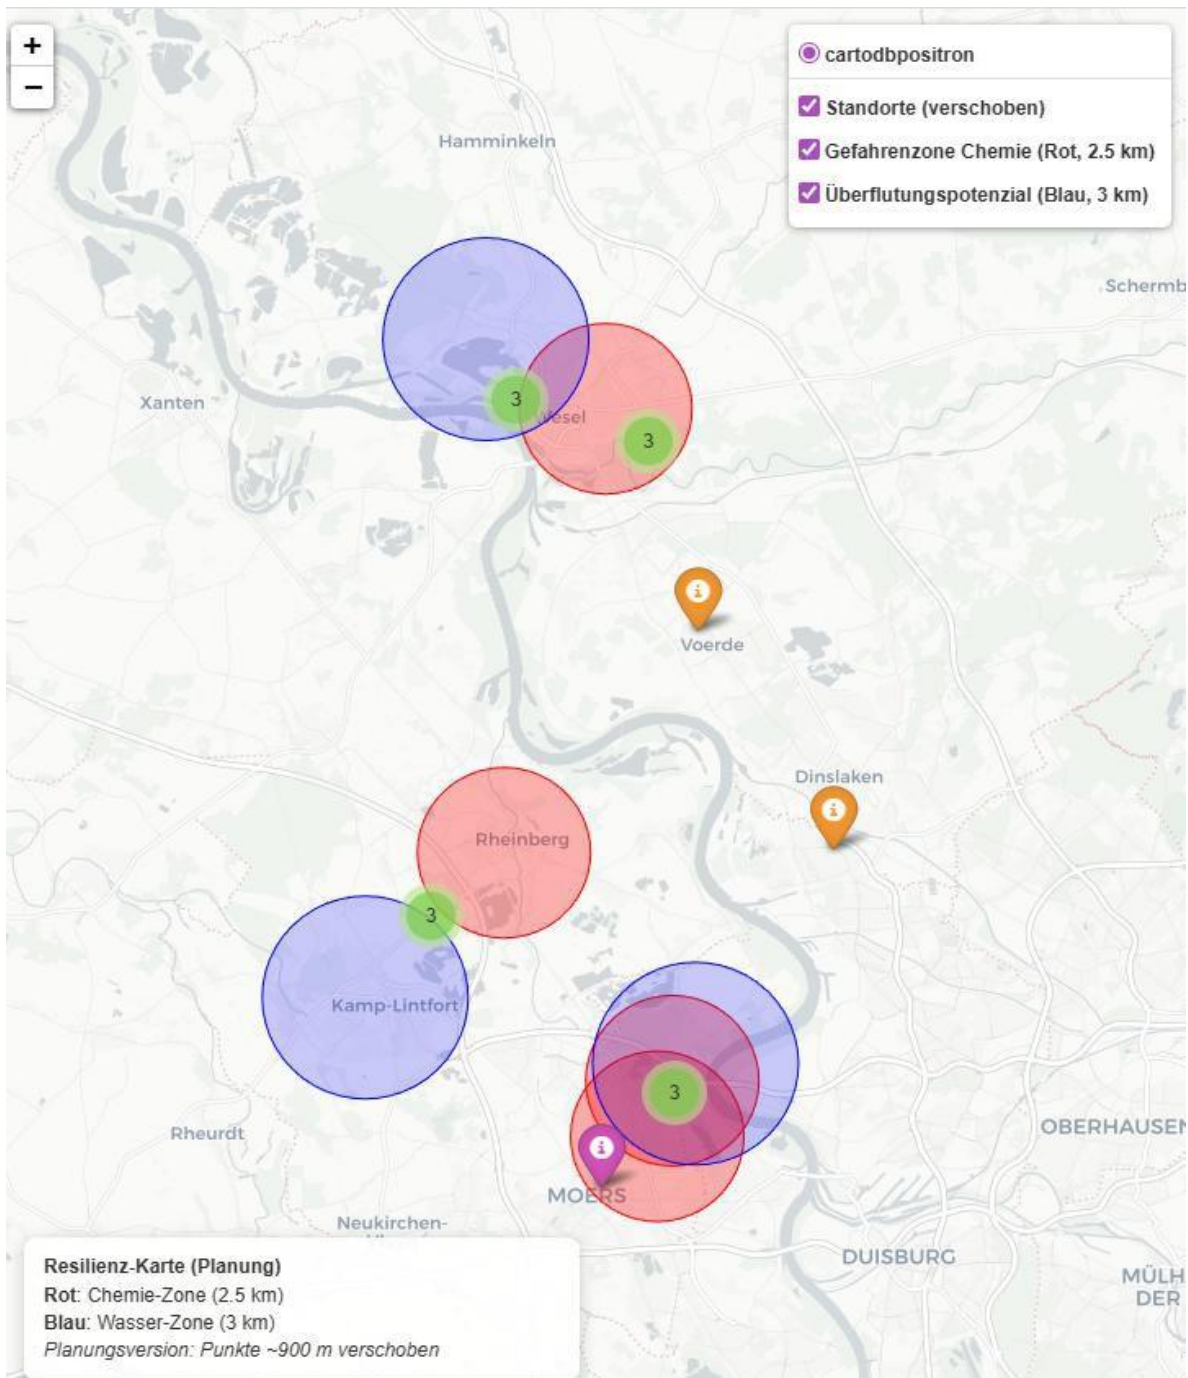 +
−
cartodbpositron
Standorte (verschoben)
Gefahrenzone Chemie (Rot, 2.5 km)
Überflutungspotenzial (Blau, 3 km)
Hamminkeln
Schermb
Xanten
3
esel
3
Voerde
Dinslaken
Rheinberg
3
Kamp-Lintfort
3
Rheurdt
OBERHAUSEN
MOERS
Neukirchen-
DUISBURG
MÜLH
DER
Resilienz-Karte (Planung)
Rot: Chemie-Zone (2.5 km)
Blau: Wasser-Zone (3 km)
Planungsversion: Punkte ~900 m verschoben